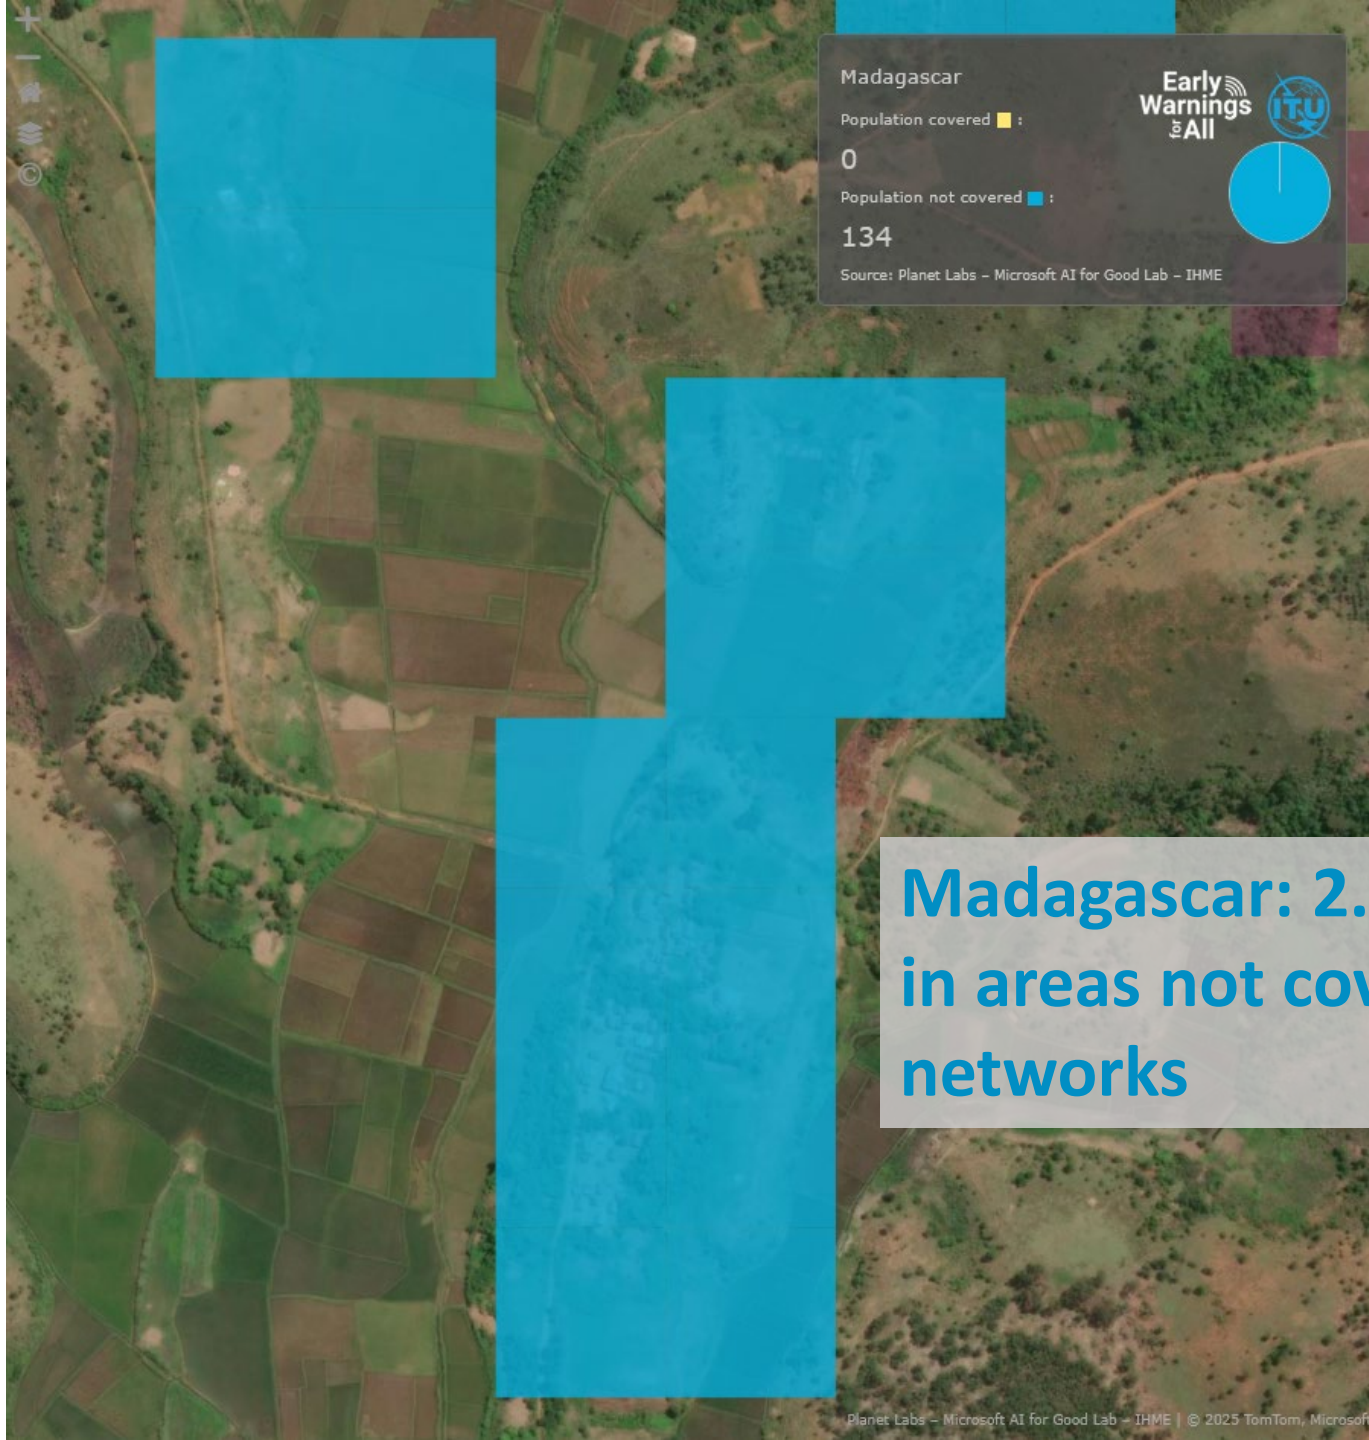 Madagascar
Population covered :
0
Population not covered :
134
Source: Planet Labs – Microsoft AI for Good Lab – IHME
Early
Warnings
for All
ITU
©
Madagascar: 2.
in areas not cov
networks
Planet Labs – Microsoft AI for Good Lab – IHME | © 2025 TomTom, Microsoft